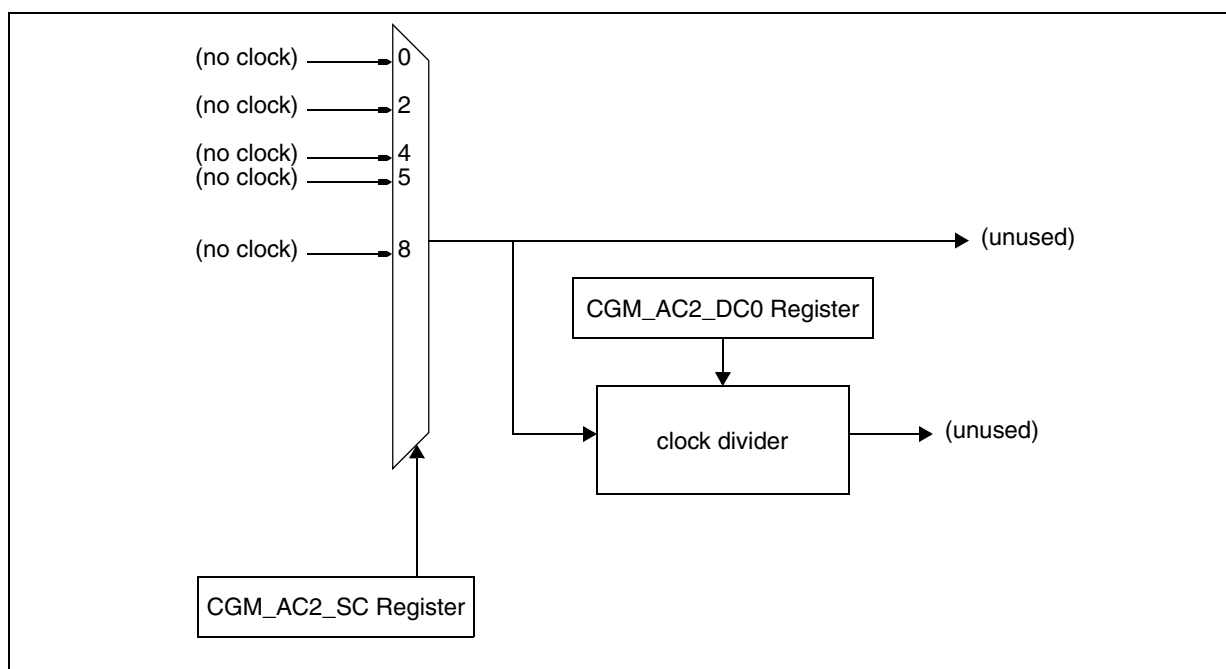 (no clock) 0
(no clock) 2
(no clock) 4
(no clock) 5
(no clock) 8
(unused)
CGM_AC2_DC0 Register
clock divider
(unused)
CGM_AC2_SC Register